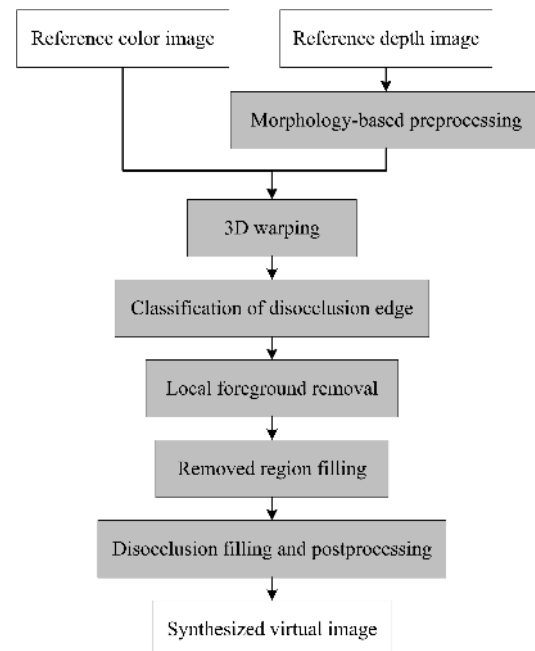 Reference color image
Reference depth image
Morphology-based preprocessing
3D warping
Classification of disocclusion edge
Local foreground removal
Removed region filling
Disocclusion filling and postprocessing
Synthesized virtual image